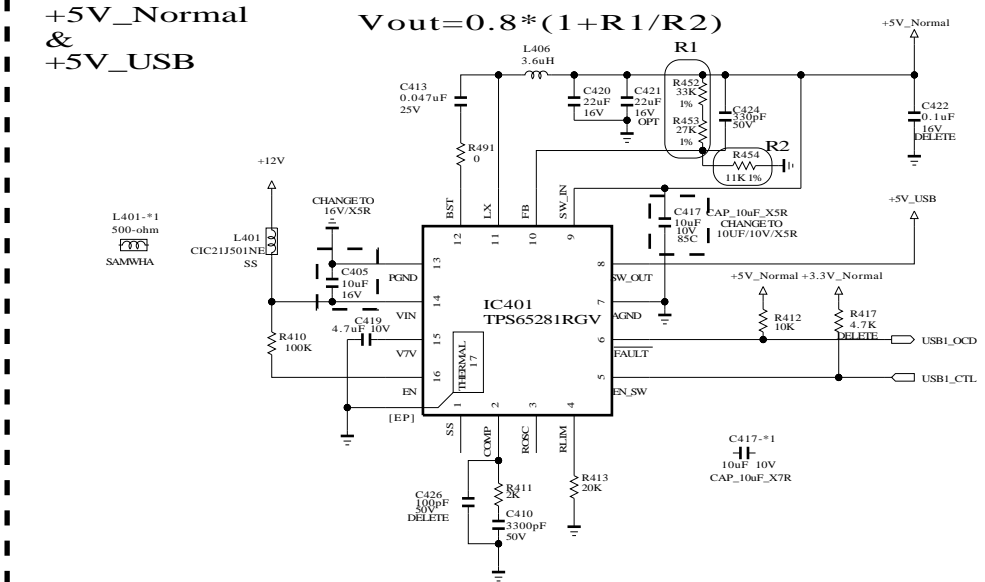 +5V_Normal
&
+5V_USB
Vout=0.8*(1+R1/R2)
+5V_Normal
R1
L406
3.6uH
C413
0.047uF
25V
C420
22uF
16V
C421
22uF
16V
OPT
R452
33K
1%
R453
27K
1%
C424
330pF
50V
C422
0.1uF
16V
DELETE
R2
R454
11K 1%
R491
0
+12V
CHANGE TO
16V/X5R
L401-*1
500-ohm
SAMWHA
L401
CIC21J501NE
SS
C405
10uF
16V
BST
LX
FB
SW_IN
12
11
10
9
C417
10uF
10V
85C
CAP_10uF_X5R
CHANGE TO
10UF/10V/X5R
+5V_USB
PGND
13
VIN
14
V7V
15
EN
16
[EP]
THERMAL
17
IC401
TPS65281RGV
8
SW_OUT
7
AGND
6
FAULT
5
EN_SW
C419
4.7uF 10V
R410
100K
+5V_Normal
+3.3V_Normal
R412
10K
R417
4.7K
DELETE
USB1_OCD
USB1_CTL
1
2
3
4
SS
COMP
ROSC
RLIM
C426
100pF
50V
DELETE
R411
2K
C410
3300pF
50V
R413
20K
C417-*1
10uF 10V
CAP_10uF_X7R